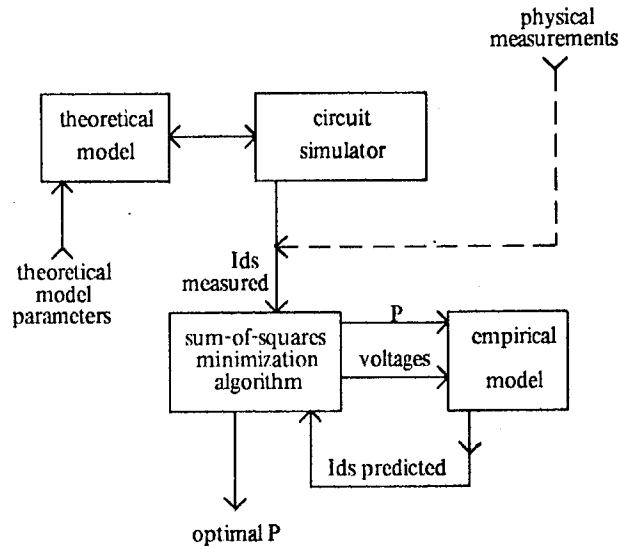 physical
measurements
theoretical
model
circuit
simulator
theoretical
model
parameters
Ids
measured
sum-of-squares
minimization
algorithm
P
voltages
empirical
model
Ids predicted
optimal P